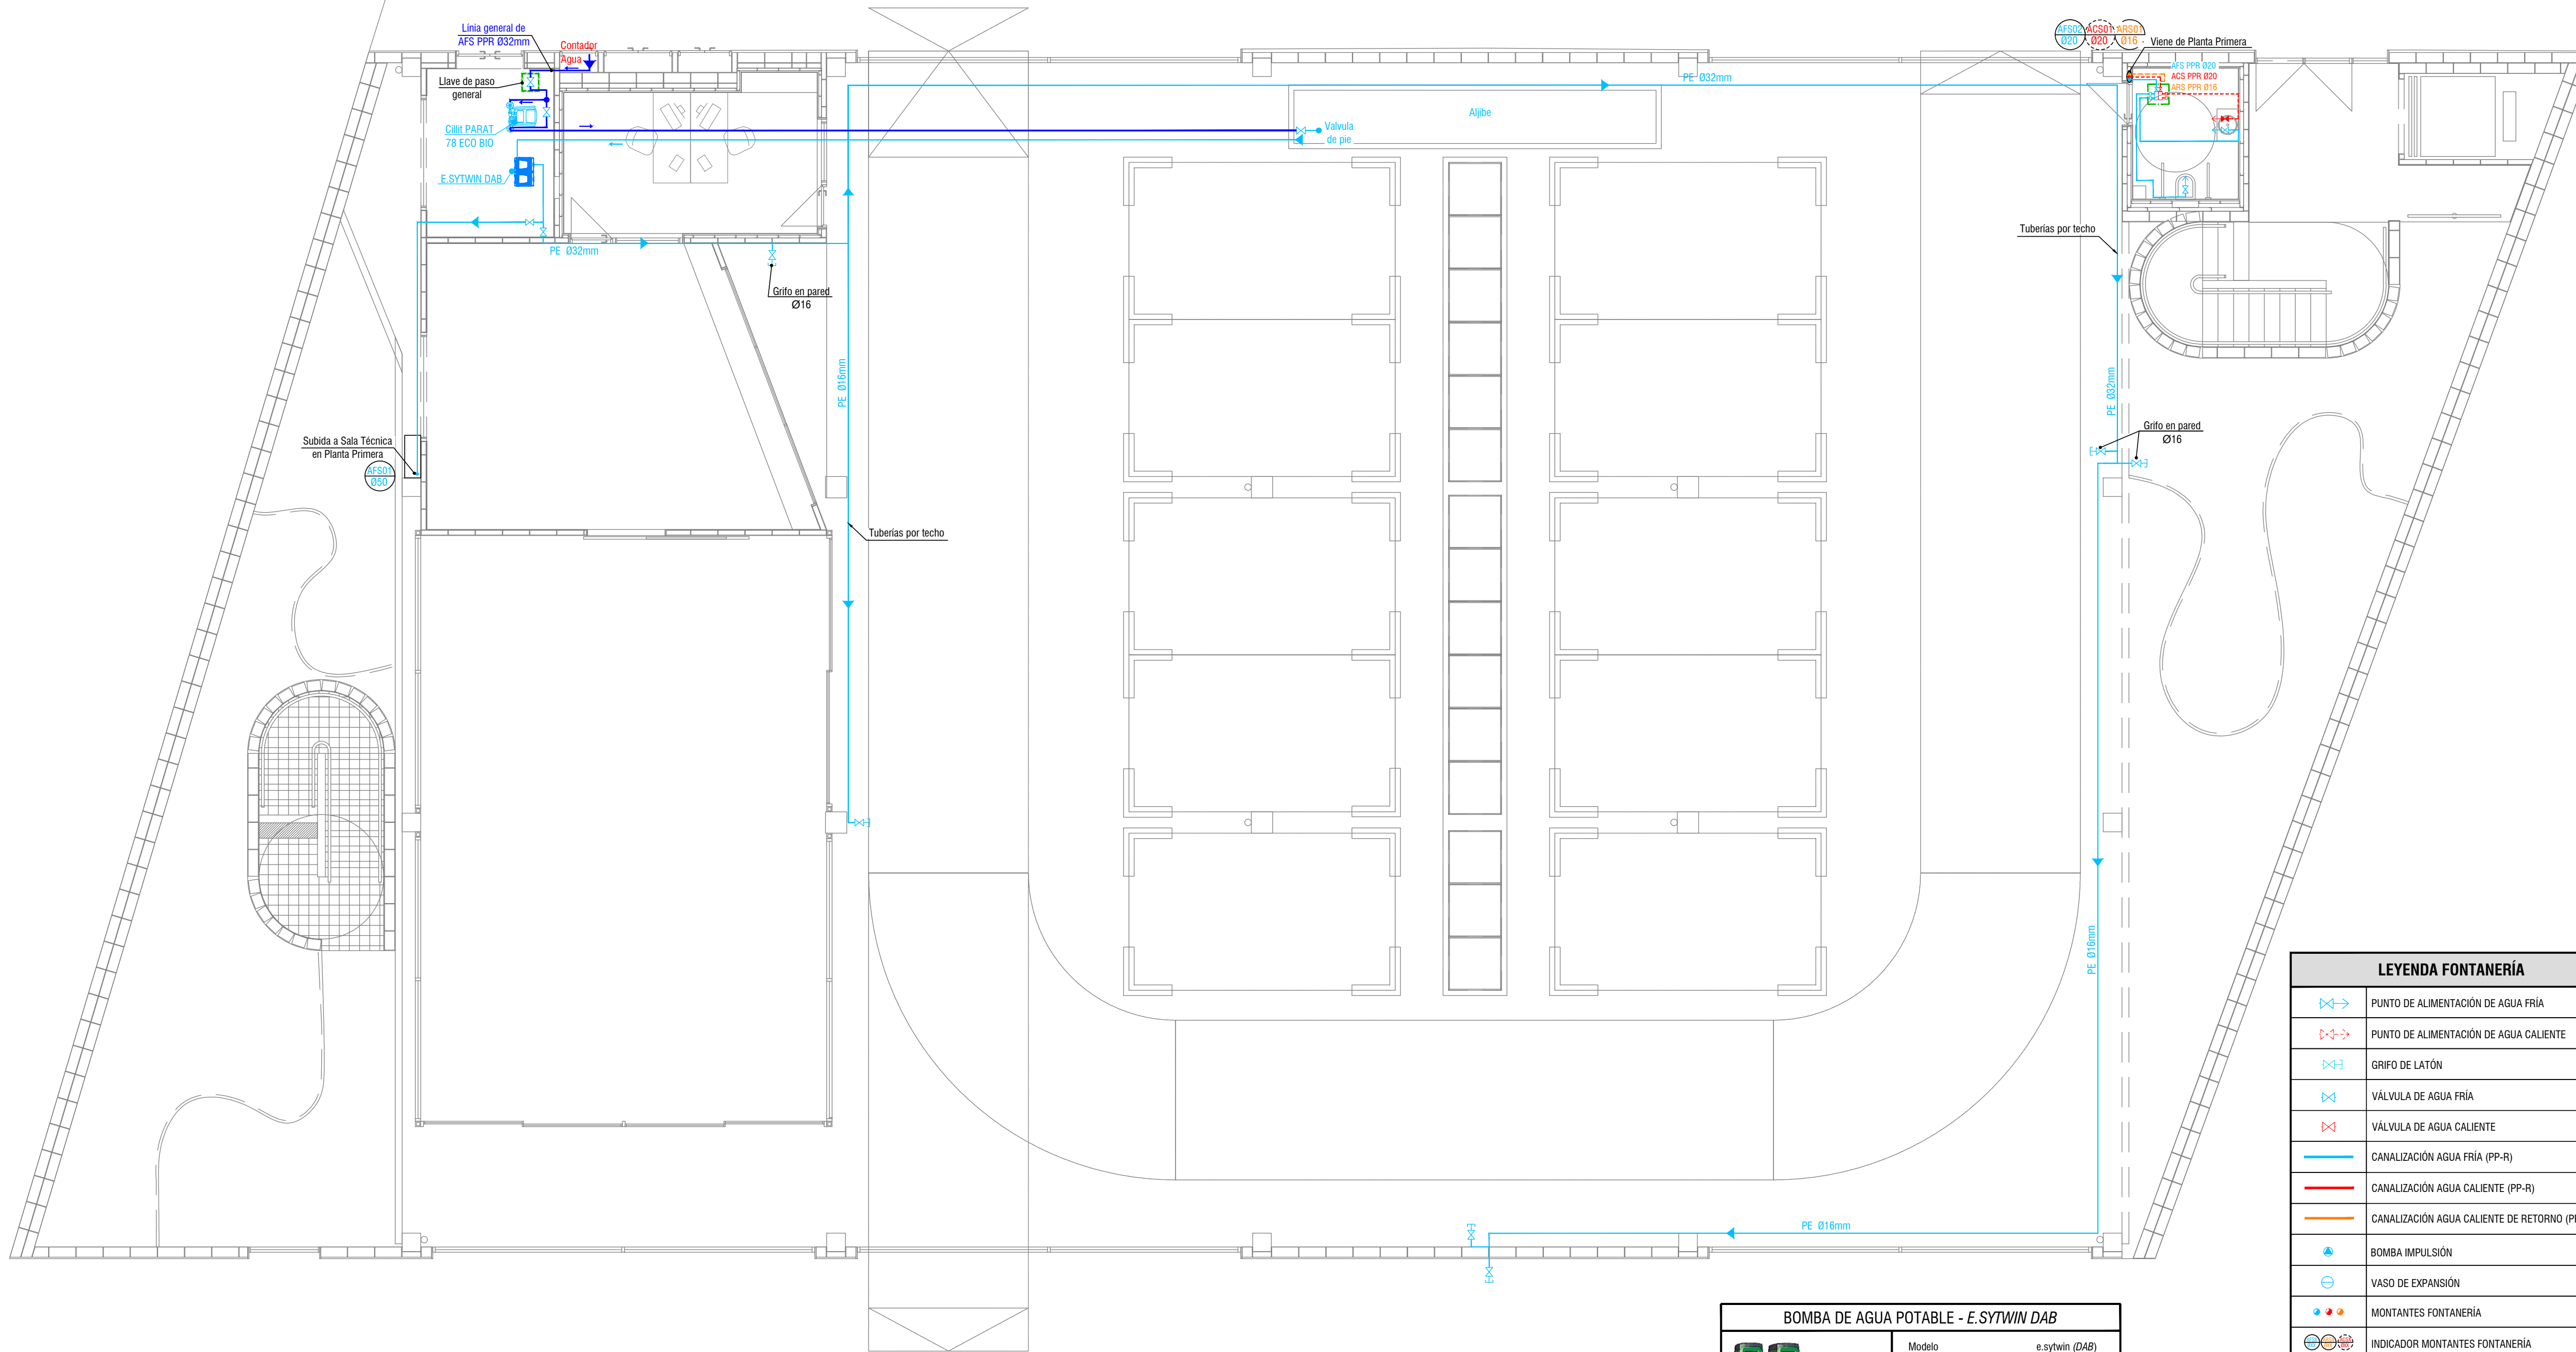 Línia general de
AFS PPR Ø32mm
Contador
Agua
Llave de paso
general
Cillit PARAT
78 ECO BIO
E.SYTWIN DAB
PE Ø32mm
Grifo en pared
Ø16
Valvula
de pie
Aljibe
PE Ø32mm
AFS02
Ø20
ACS01
Ø20
ARS01
Ø16
Viene de Planta Primera
AFS PPR Ø20
ACS PPR Ø20
ARS PPR Ø16
Tuberías por techo
PE Ø16mm
PE Ø32mm
Grifo en pared
Ø16
Subida a Sala Técnica
en Planta Primera
AFS01
Ø50
Tuberías por techo
PE Ø16mm
PE Ø16mm
LEYENDA FONTANERÍA
PUNTO DE ALIMENTACIÓN DE AGUA FRÍA
PUNTO DE ALIMENTACIÓN DE AGUA CALIENTE
GRIFO DE LATÓN
VÁLVULA DE AGUA FRÍA
VÁLVULA DE AGUA CALIENTE
CANALIZACIÓN AGUA FRÍA (PP-R)
CANALIZACIÓN AGUA CALIENTE (PP-R)
CANALIZACIÓN AGUA CALIENTE DE RETORNO (P
BOMBA IMPULSIÓN
VASO DE EXPANSIÓN
MONTANTES FONTANERÍA
INDICADOR MONTANTES FONTANERÍA
BOMBA DE AGUA POTABLE - E.SYTWIN DAB
Modelo e.sytwin (DAB)